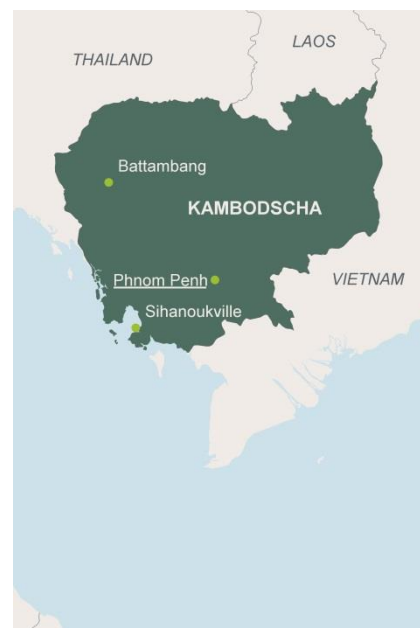 LAOS
THAILAND
Battambang
KAMBODSCHA
Phnom Penh
VIETNAM
Sihanoukville